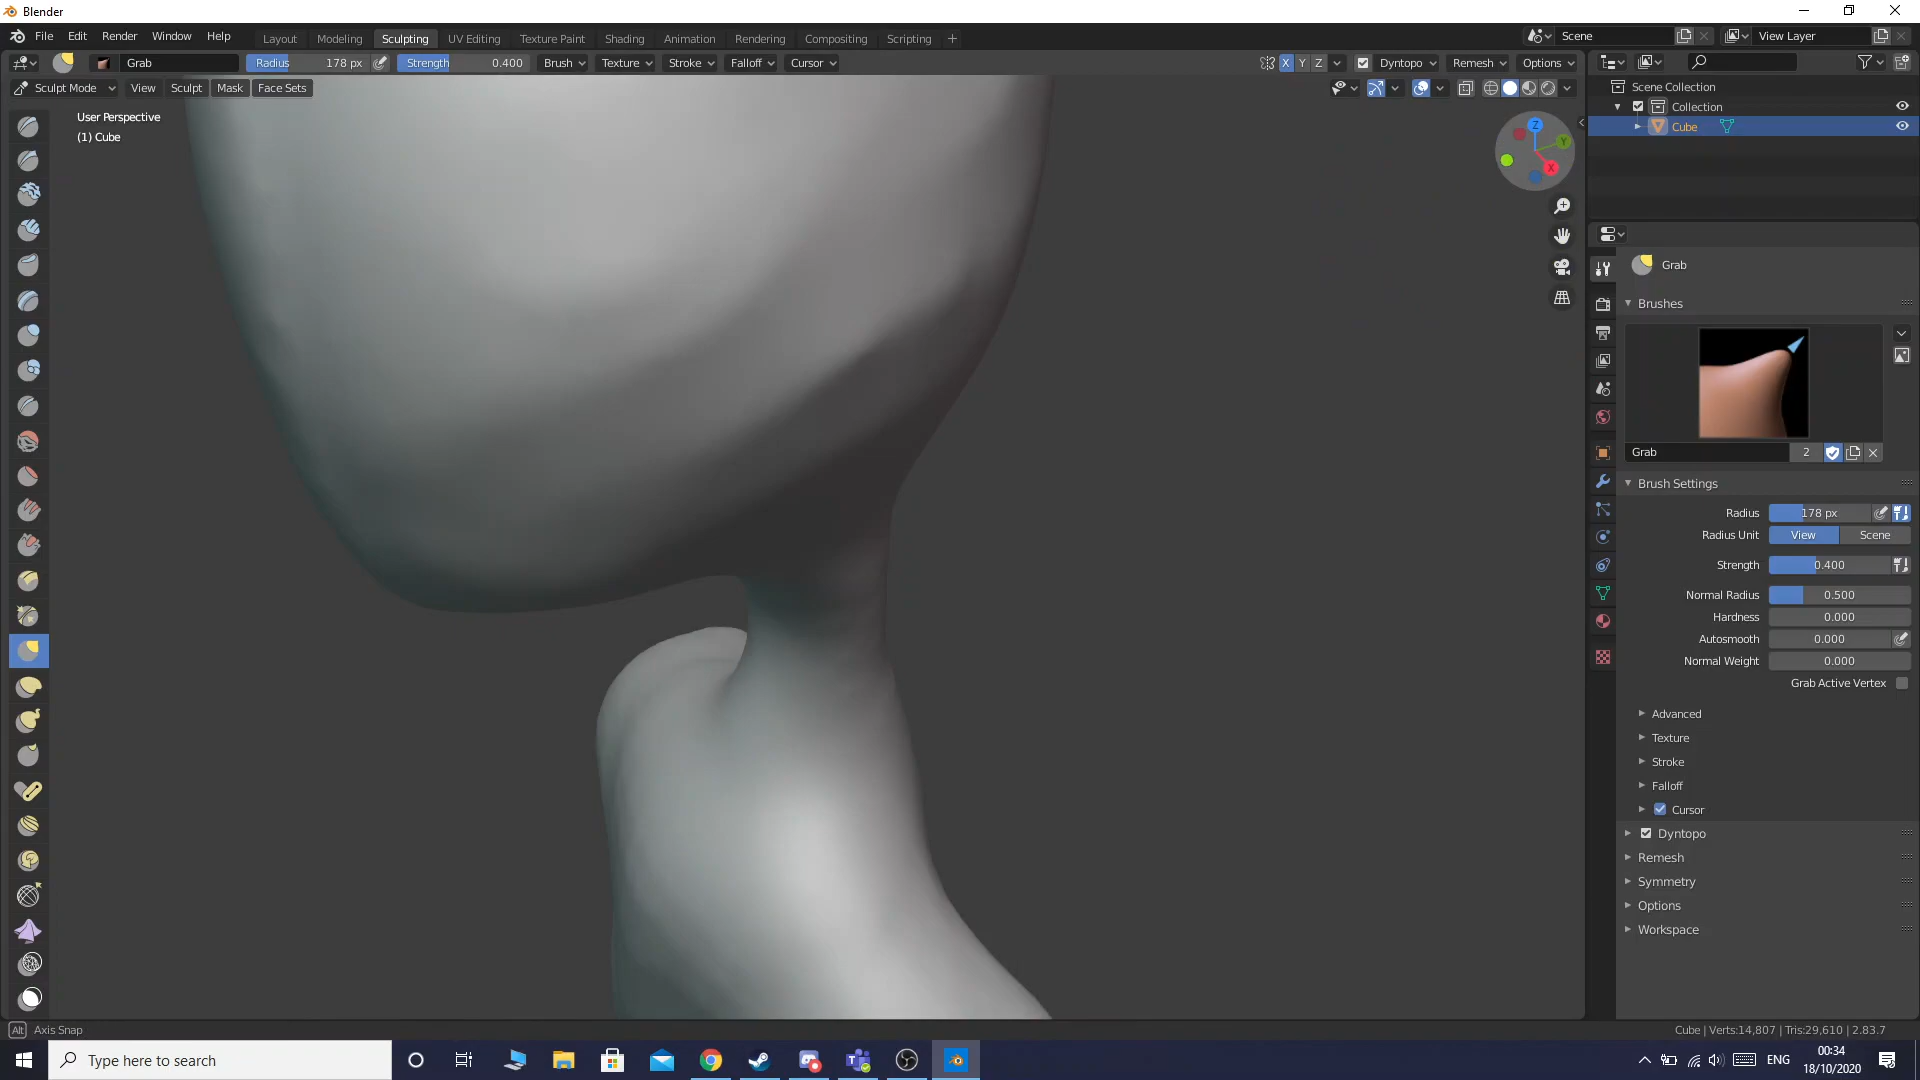 Blender
File Edit Render Window Help Layout Modeling Sculpting UV Editing Texture Paint Shading Animation Rendering Compositing Scripting + Scene View Layer
Grab Radius 178 px Strength 0.400 Brush Texture Stroke Falloff Cursor X Y Z Dyntopo Remesh Options
Sculpt Mode View Sculpt Mask Face Sets
User Perspective
(1) Cube
Z
Y
X
Scene Collection
Collection
Cube
Grab
Brushes
Grab 2
Brush Settings
Radius 178 px
Radius Unit View Scene
Strength 0.400
Normal Radius 0.500
Hardness 0.000
Autosmooth 0.000
Normal Weight 0.000
Grab Active Vertex
Advanced
Texture
Stroke
Falloff
Cursor
Dyntopo
Remesh
Symmetry
Options
Workspace
Alt Axis Snap Cube | Verts:14,807 | Tris:29,610 | 2.83.7
Type here to search ENG 00:34
18/10/2020